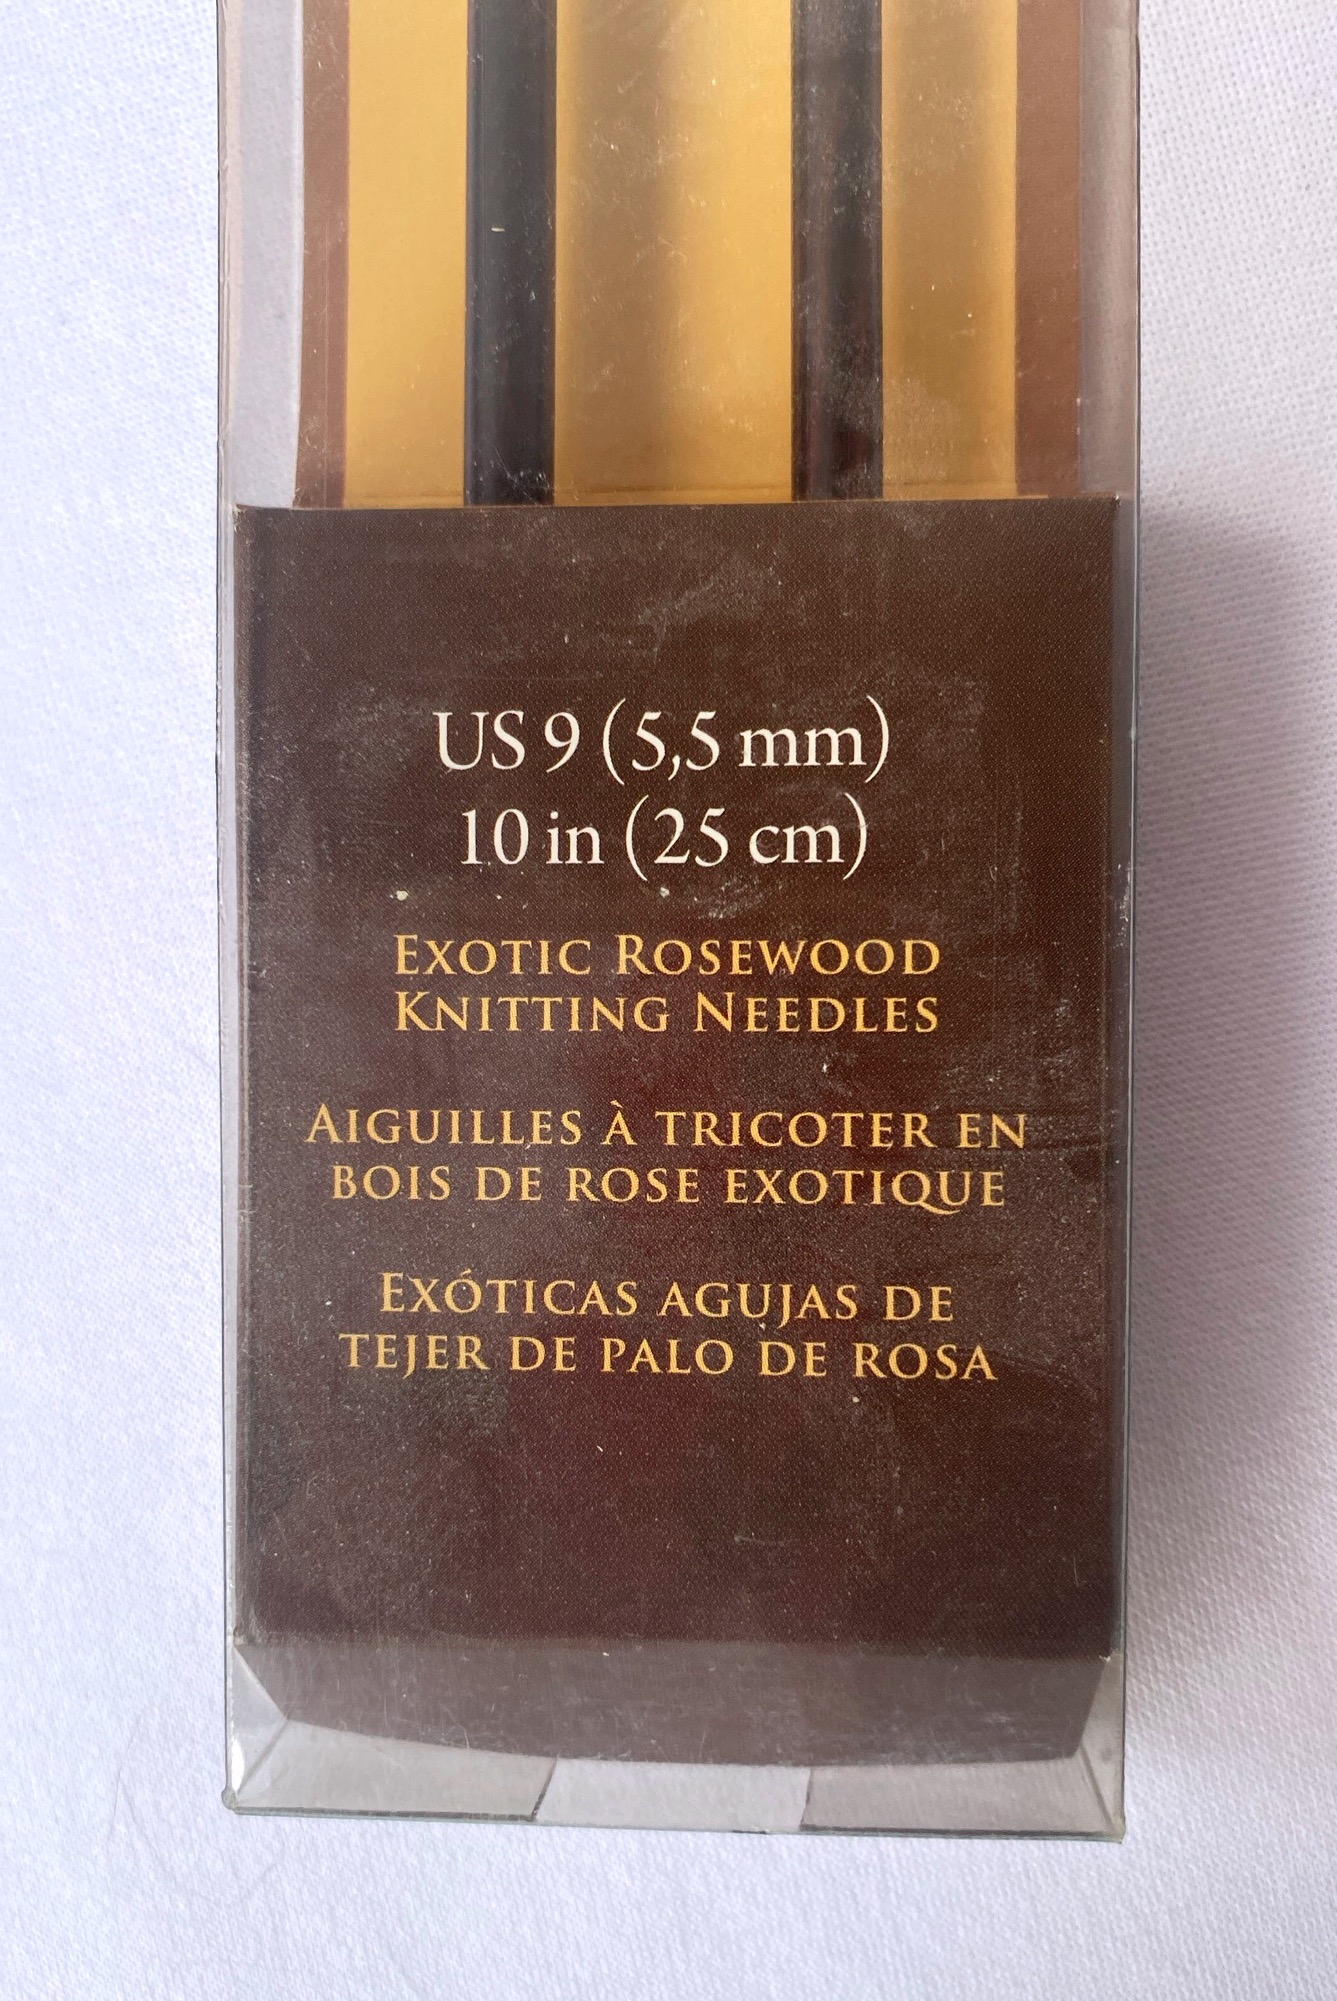 US 9 (5,5 mm)
10 in (25 cm)
EXOTIC ROSEWOOD
KNITTING NEEDLES
AIGUILLES À TRICOTER EN
BOIS DE ROSE EXOTIQUE
EXÓTICAS AGUJAS DE
TEJER DE PALO DE ROSA